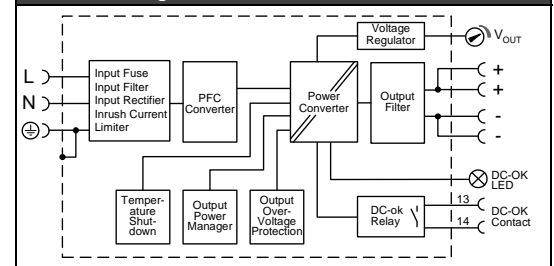 Voltage
Regulator
VOUT
L
N
Input Fuse
Input Filter
Input Rectifier
Inrush Current
Limiter
PFC
Converter
Power
Converter
Output
Filter
+
+
-
-
DC-OK
LED
Temper-
ature
Shut-
down
Output
Power
Manager
Output
Over-
Voltage
Protection
DC-ok
Relay
13
14
DC-OK
Contact